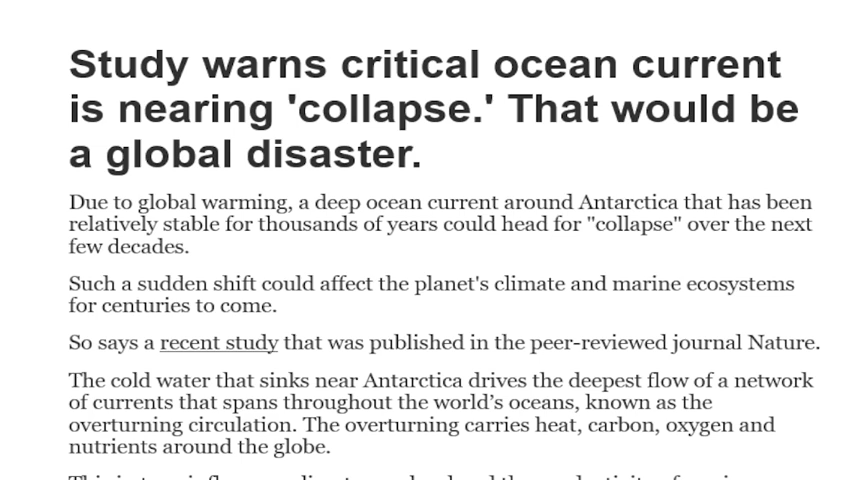 Study warns critical ocean current
is nearing 'collapse.' That would be
a global disaster.
Due to global warming, a deep ocean current around Antarctica that has been
relatively stable for thousands of years could head for "collapse" over the next
few decades.
Such a sudden shift could affect the planet's climate and marine ecosystems
for centuries to come.
So says a recent study that was published in the peer-reviewed journal Nature.
The cold water that sinks near Antarctica drives the deepest flow of a network
of currents that spans throughout the world’s oceans, known as the
overturning circulation. The overturning carries heat, carbon, oxygen and
nutrients around the globe.